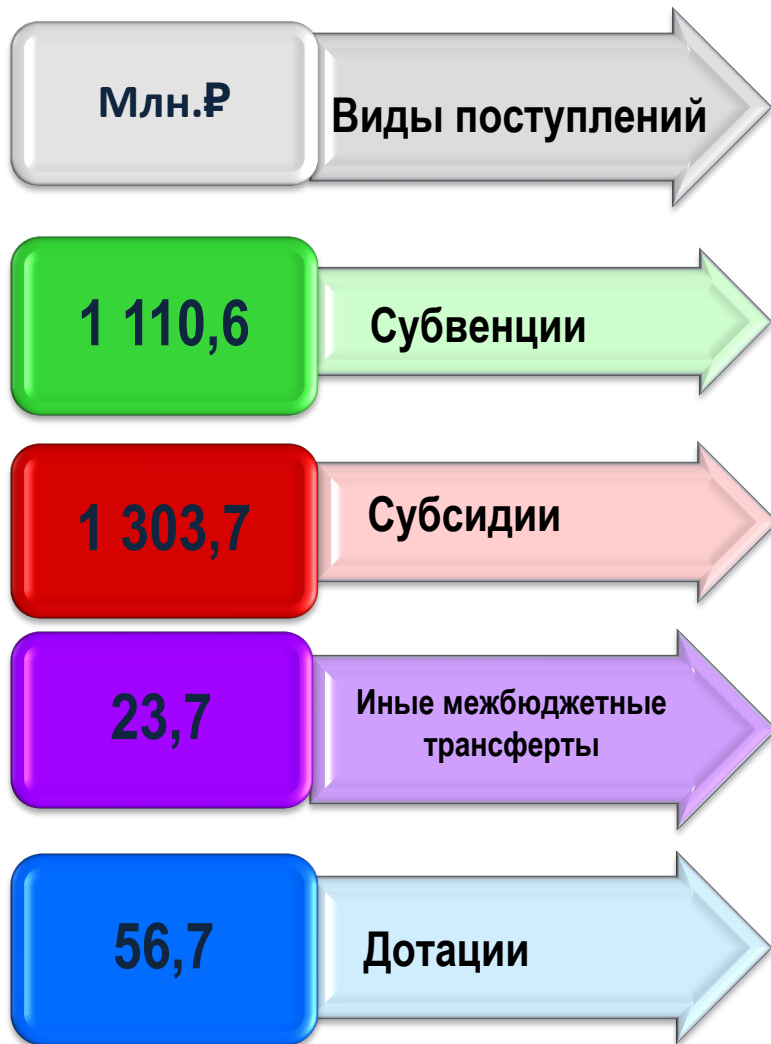 Млн.₽
Виды поступлений
1 110,6
Субвенции
1 303,7
Субсидии
23,7
Иные межбюджетные
трансферты
56,7
Дотации